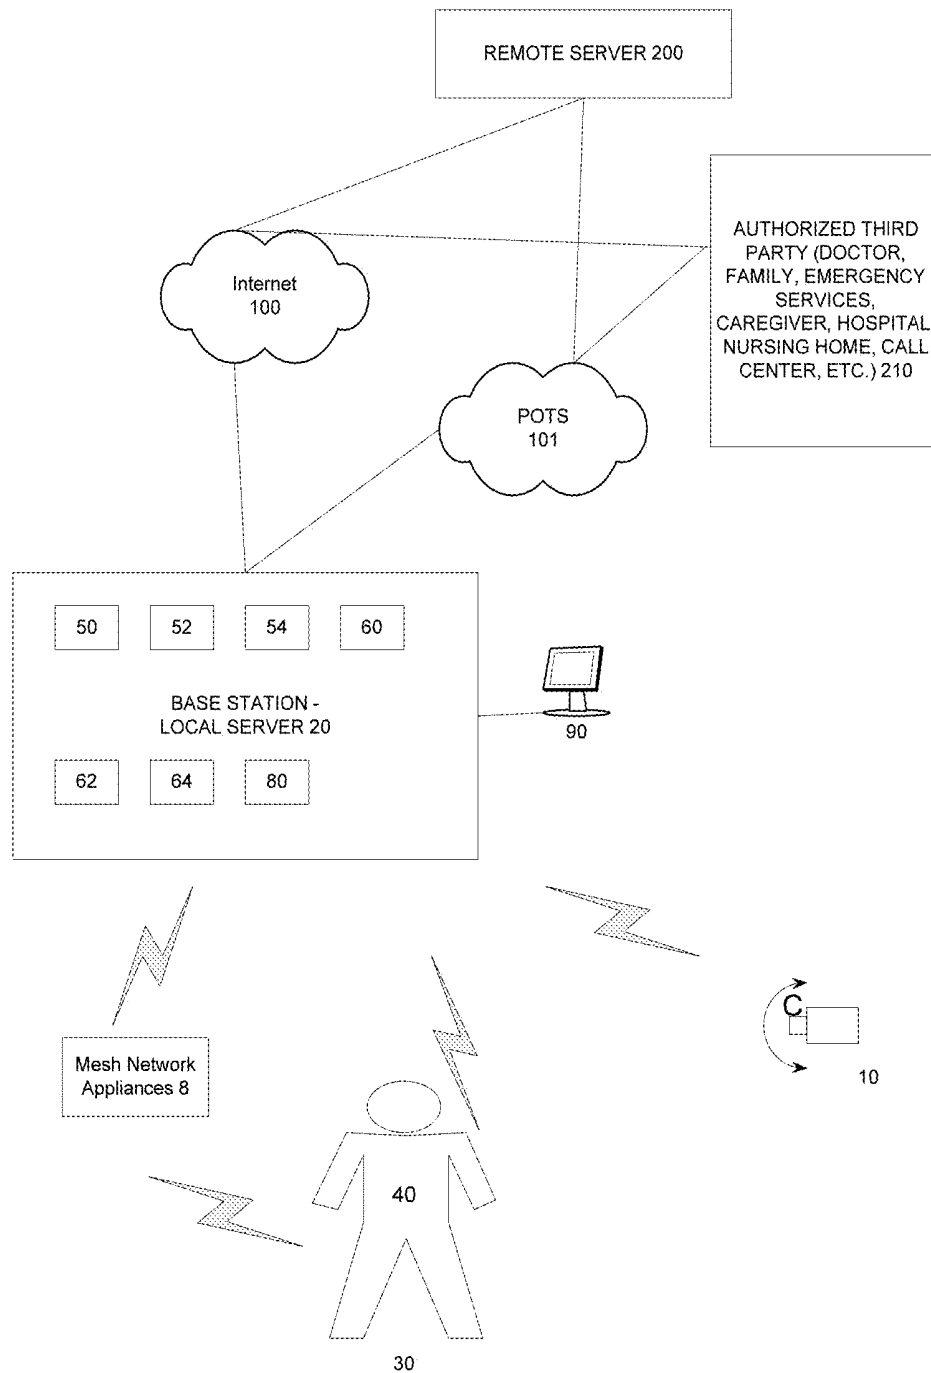 REMOTE SERVER 200
AUTHORIZED THIRD
PARTY (DOCTOR,
FAMILY, EMERGENCY
SERVICES,
CAREGIVER, HOSPITAL
NURSING HOME, CALL
CENTER, ETC.) 210
Internet
100
POTS
101
50
52
54
60
BASE STATION -
LOCAL SERVER 20
90
62
64
80
Mesh Network
Appliances 8
C
10
40
30